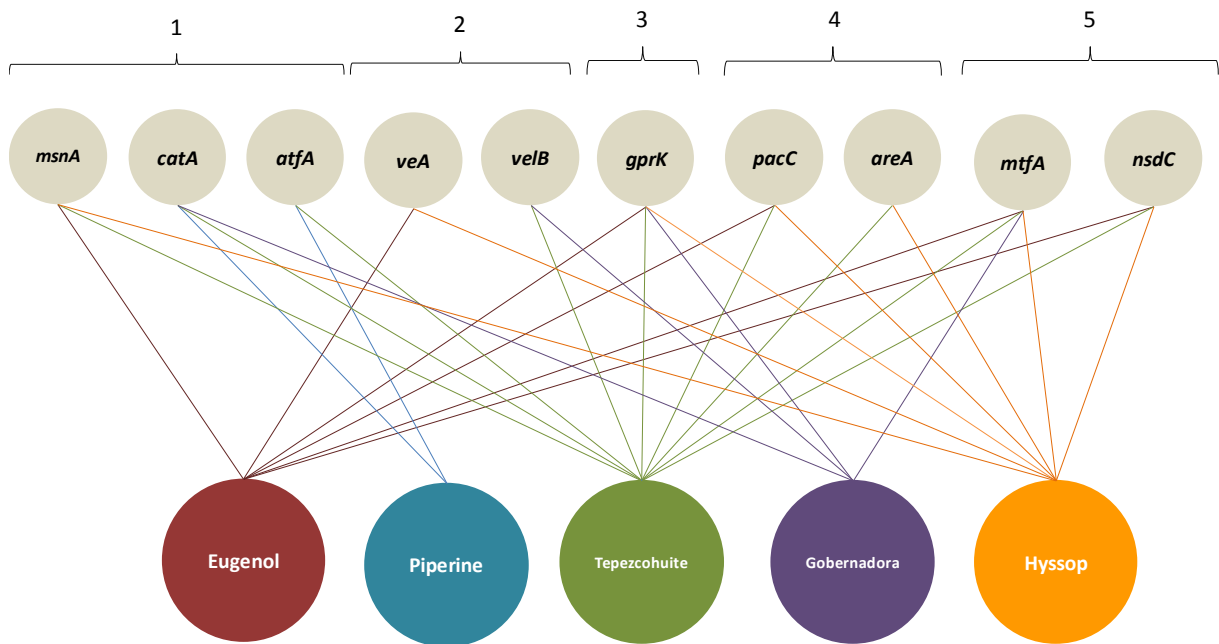 1 2 3 4 5
msnA catA atfA veA velB gprK pacC areA mtfA nsdC
Eugenol Piperine Tepezcohuite Gobernadora Hyssop